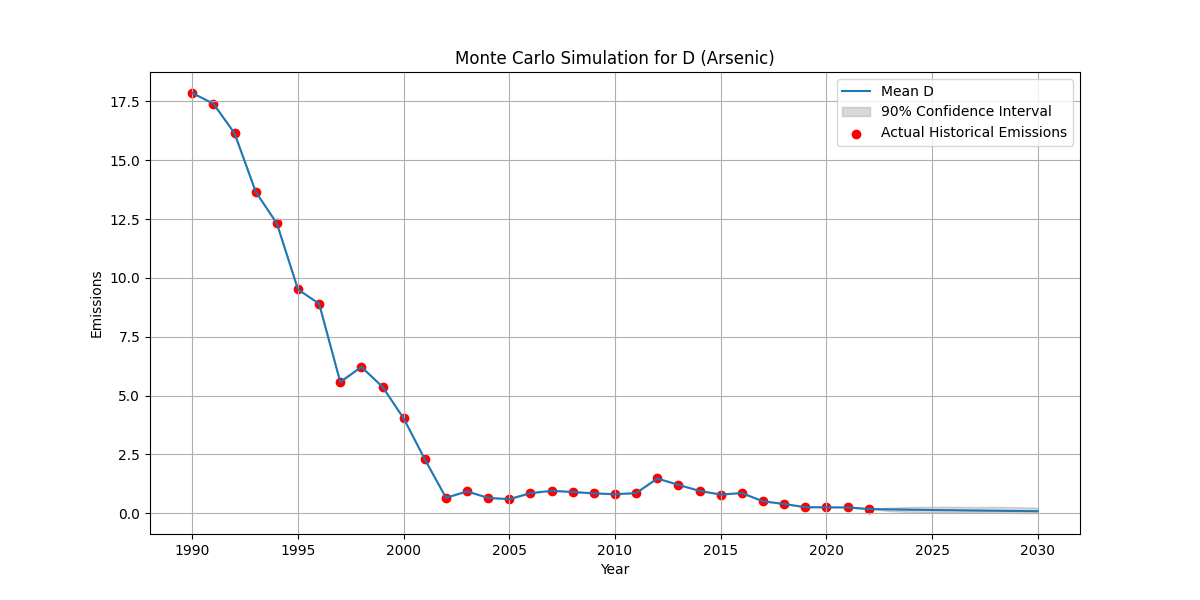 Monte Carlo Simulation for D (Arsenic)
Mean D
90% Confidence Interval
Actual Historical Emissions
17.5
15.0
12.5
10.0
7.5
5.0
2.5
0.0
Emissions
1990 1995 2000 2005 2010 2015 2020 2025 2030
Year